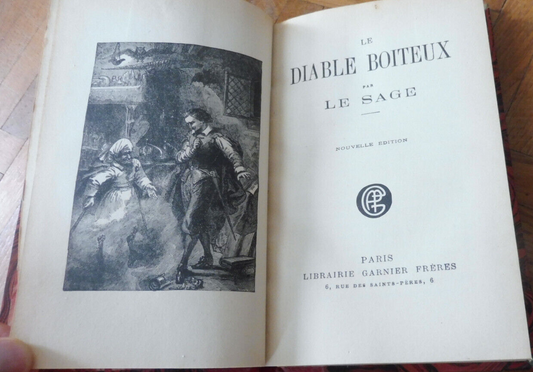 LE
DIABLE BOITEUX
PAR
LE SAGE
NOUVELLE ÉDITION
PARIS
LIBRAIRIE GARNIER FRÈRES
6, RUE DES SAINTS-PÈRES, 6